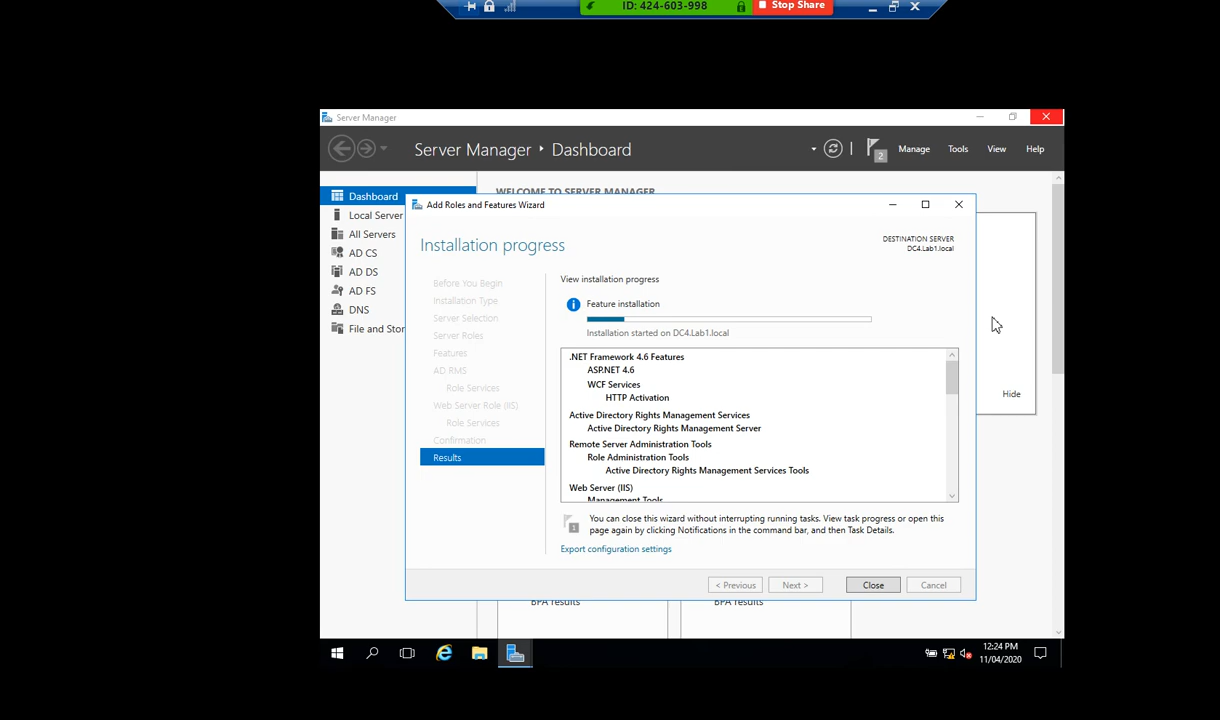 ID: 424-603-998
Stop Share
Server Manager
Server Manager ‣ Dashboard
2
Manage
Tools
View
Help
Dashboard
Local Server
All Servers
AD CS
AD DS
AD FS
DNS
File and Stor
WELCOME TO SERVER MANAGER
Hide
Add Roles and Features Wizard
Installation progress
DESTINATION SERVER
DC4.Lab1.local
Before You Begin
Installation Type
Server Selection
Server Roles
Features
AD RMS
Role Services
Web Server Role (IIS)
Role Services
Confirmation
Results
View installation progress
Feature installation
Installation started on DC4.Lab1.local
.NET Framework 4.6 Features
ASP.NET 4.6
WCF Services
HTTP Activation
Active Directory Rights Management Services
Active Directory Rights Management Server
Remote Server Administration Tools
Role Administration Tools
Active Directory Rights Management Services Tools
Web Server (IIS)
Management Tools
1
You can close this wizard without interrupting running tasks. View task progress or open this
page again by clicking Notifications in the command bar, and then Task Details.
Export configuration settings
< Previous
Next >
Close
Cancel
BPA results
BPA results
12:24 PM
11/04/2020